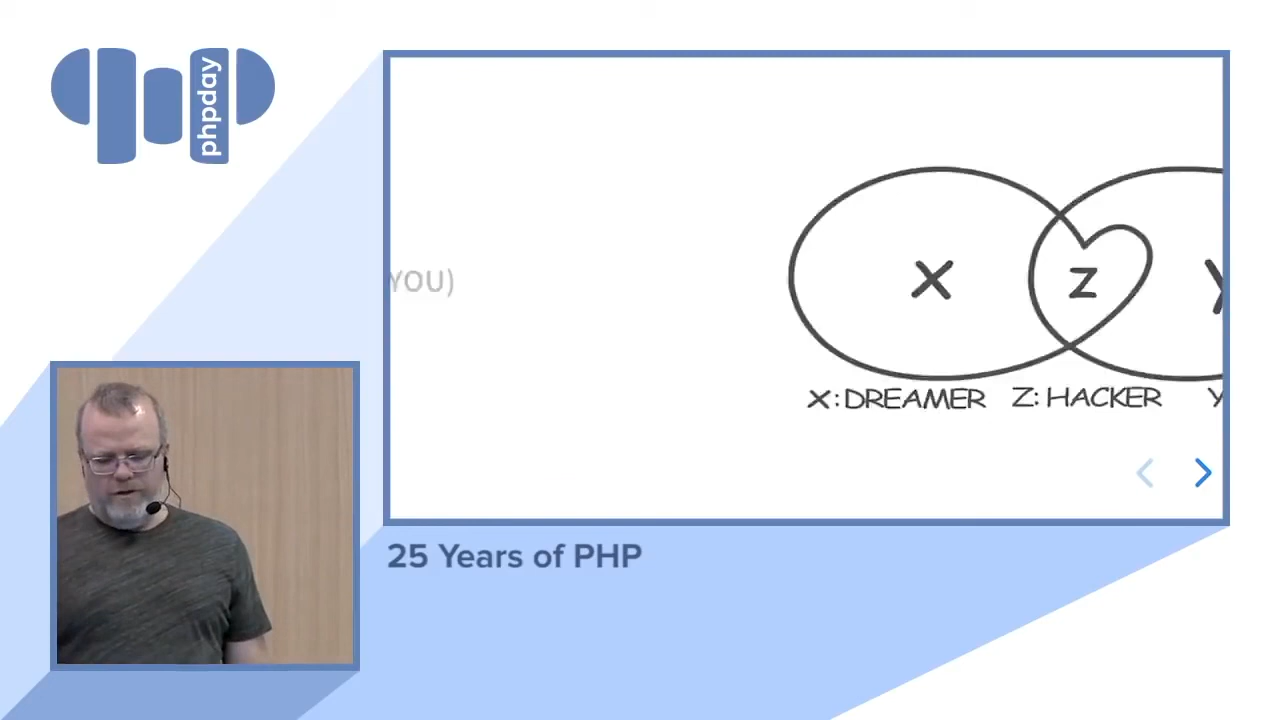 phpday
YOU)
X
Z
Y
X: DREAMER Z: HACKER Y
25 Years of PHP